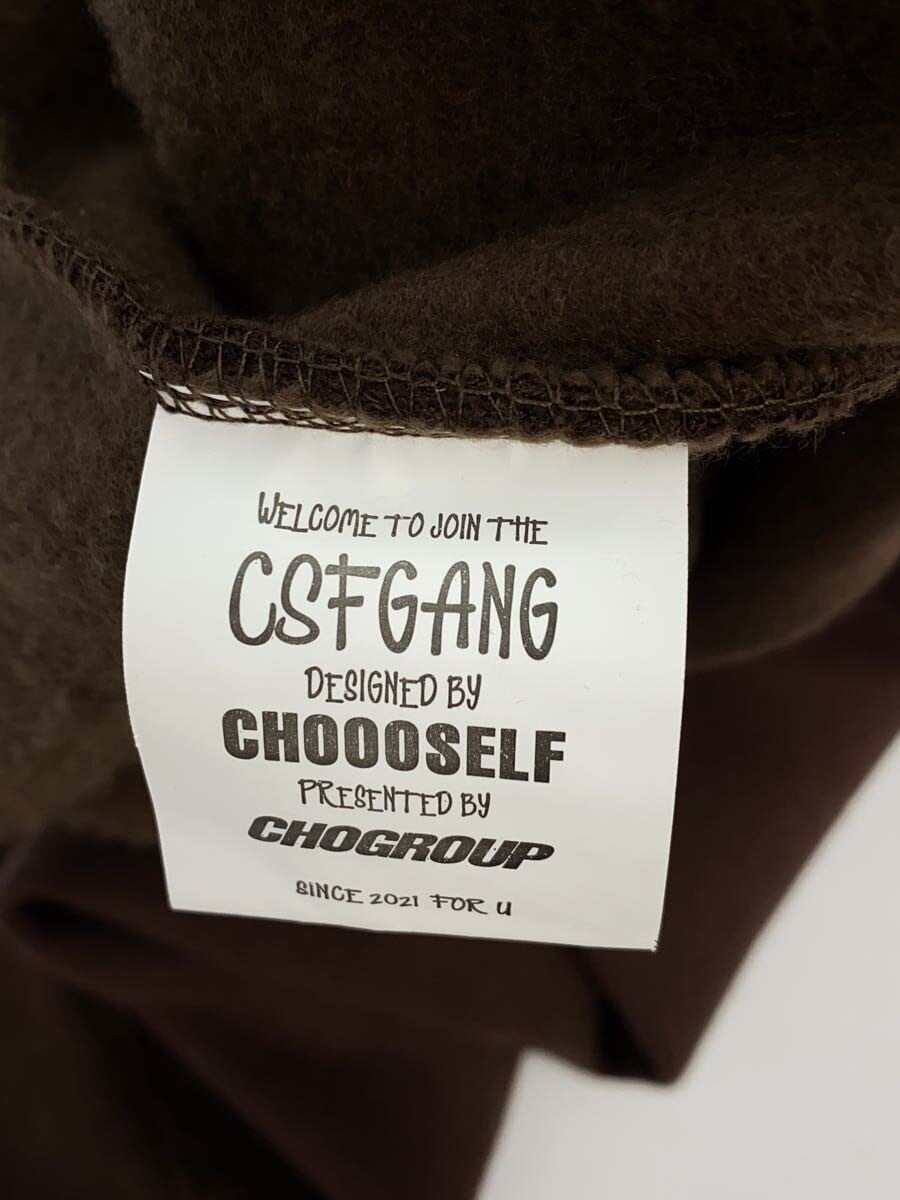 WELCOME TO JOIN THE
CSFGANG
DESIGNED BY
CHOOOSELF
PRESENTED BY
CHOGROUP
SINCE 2021 FOR U